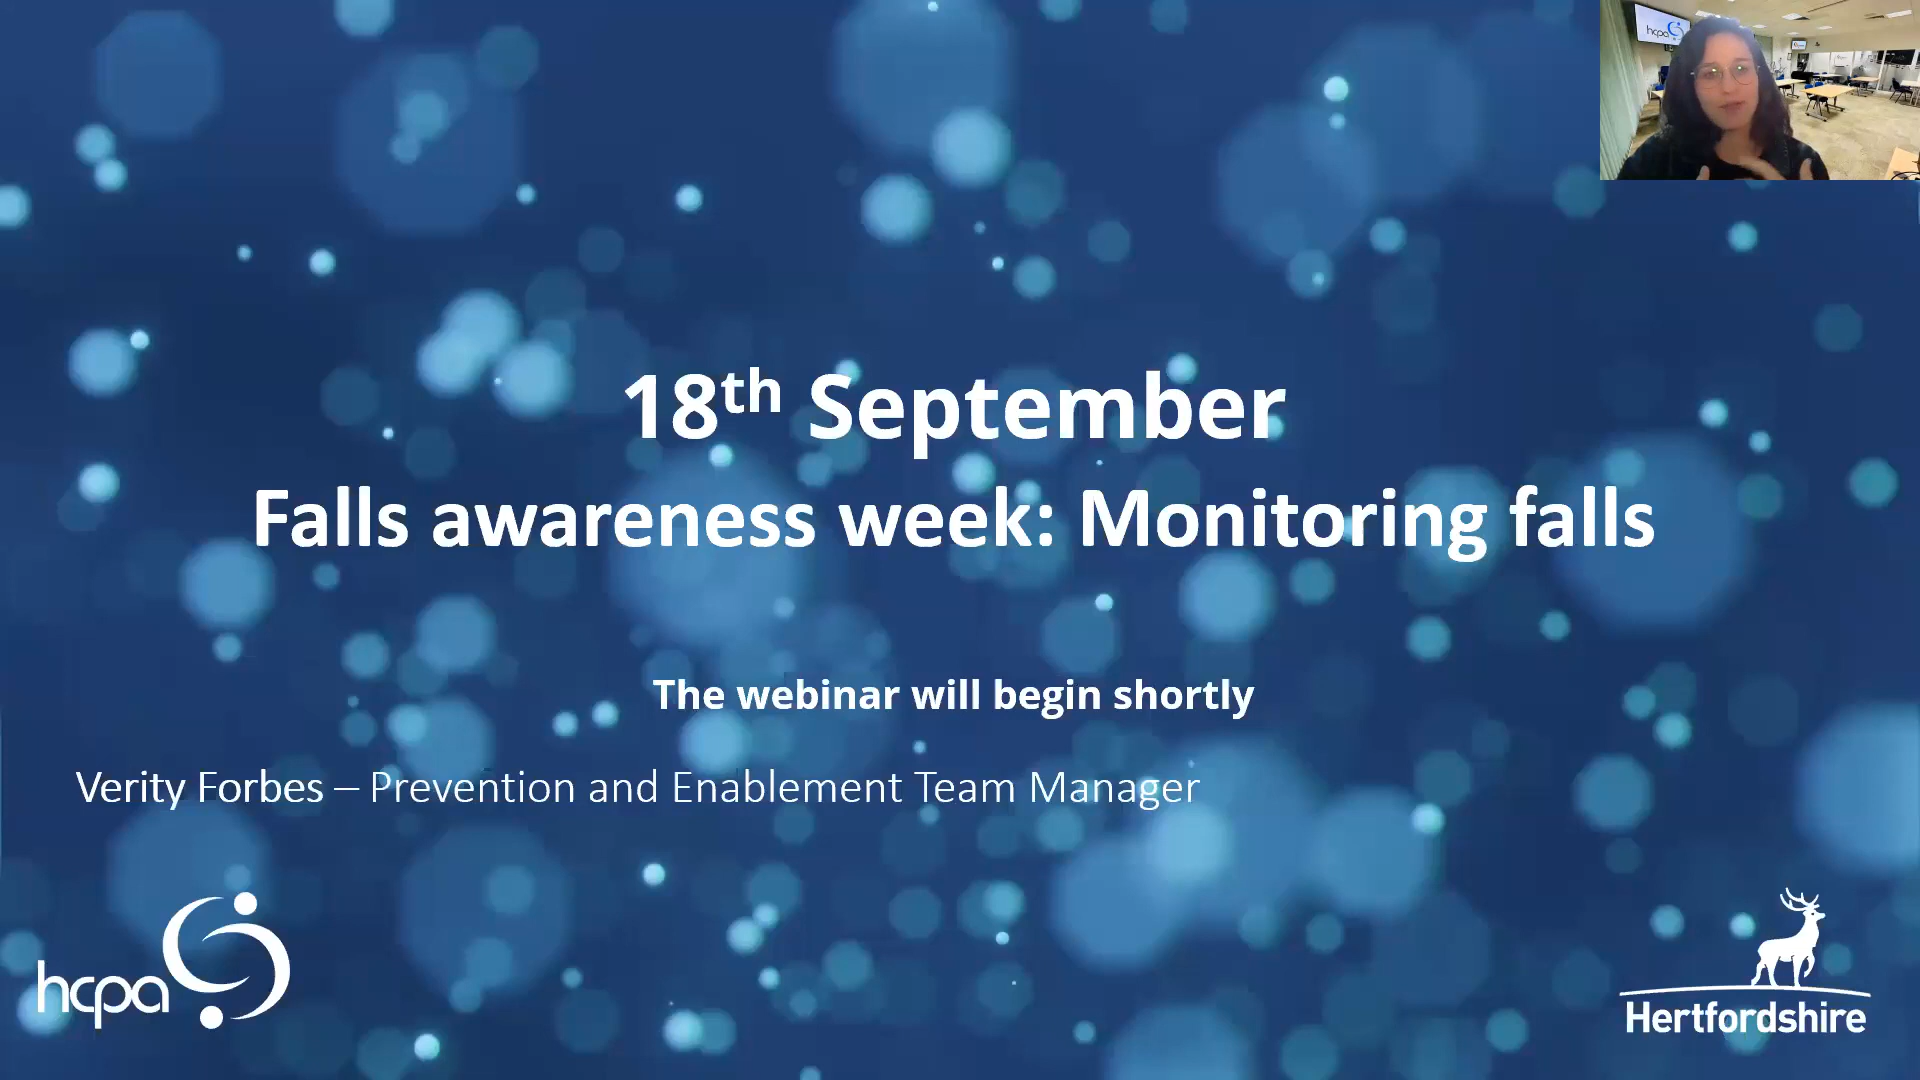 hcpa
18th September
Falls awareness week: Monitoring falls
The webinar will begin shortly
Verity Forbes – Prevention and Enablement Team Manager
hcpa
Hertfordshire